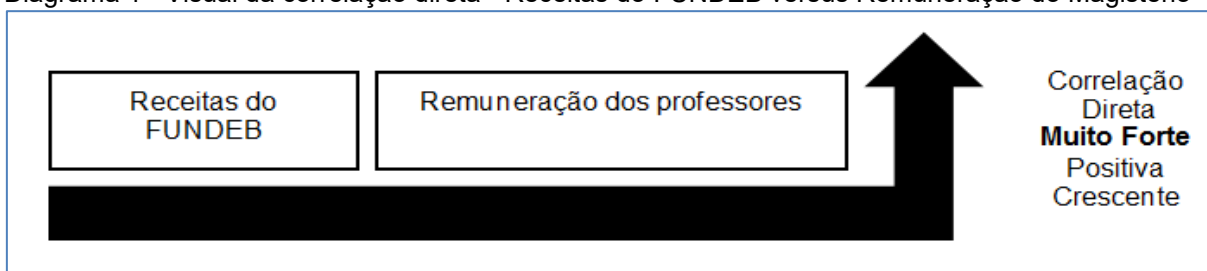 Diagrama 1 - Visual da correlação direta - Receitas do FUNDEB versus Remuneração do Magistério
Receitas do
FUNDEB
Remuneração dos professores
Correlação
Direta
Muito Forte
Positiva
Crescente